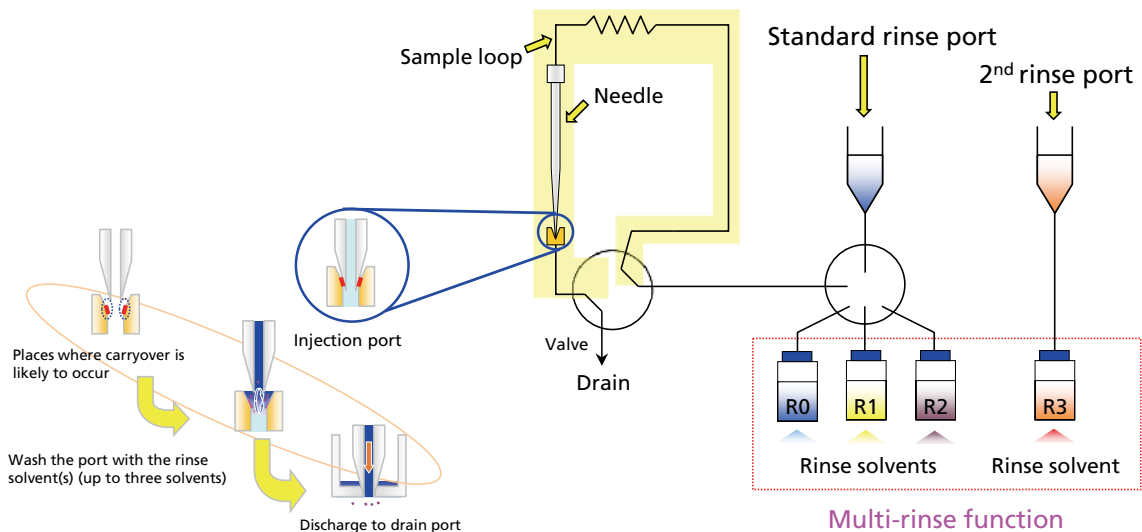 Standard rinse port
Sample loop
2nd rinse port
Needle
Injection port
Valve
Drain
Places where carryover is
likely to occur
Wash the port with the rinse
solvent(s) (up to three solvents)
Discharge to drain port
R0
R1
R2
R3
Rinse solvents
Rinse solvent
Multi-rinse function